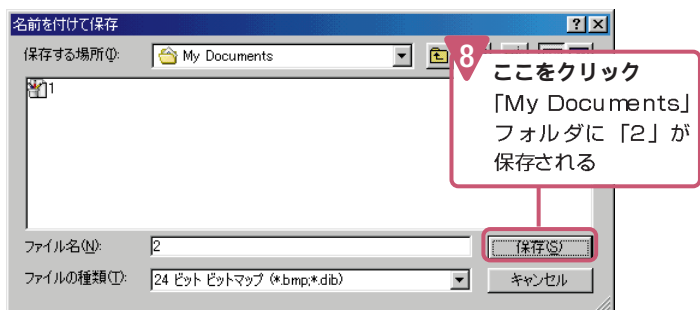 名前を付けて保存
保存する場所(I): My Documents
1
8
ここをクリック
「My Documents」
フォルダに「2」が
保存される
ファイル名(N): 2 保存(S)
ファイルの種類(T): 24 ビット ビットマップ (*.bmp;*.dib) キャンセル